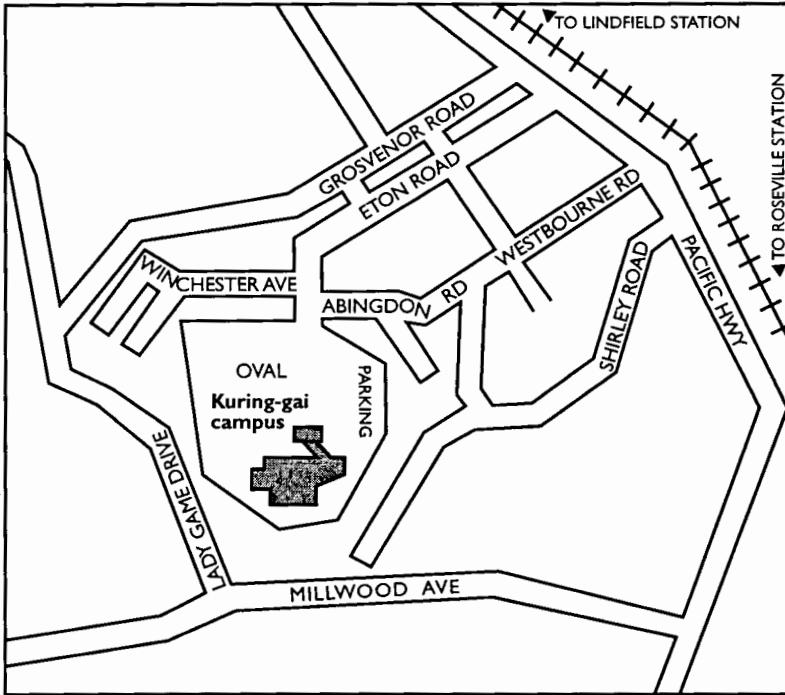 TO LINDFIELD STATION
TO ROSEVILLE STATION
GROSVENOR ROAD
ETON ROAD
WESTBOURNE RD
WINCHESTER AVE
ABINGDON RD
SHIRLEY ROAD
PACIFIC HWY
OVAL
PARKING
Kuring-gai
campus
LADY GAME DRIVE
MILLWOOD AVE